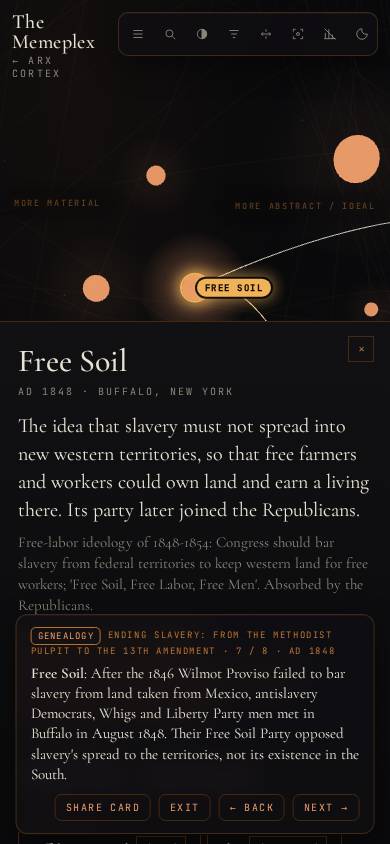 The
Memeplex
← ARX
CORTEX
MORE MATERIAL
MORE ABSTRACT / IDEAL
FREE SOIL
Free Soil
×
AD 1848 · BUFFALO, NEW YORK
The idea that slavery must not spread into
new western territories, so that free farmers
and workers could own land and earn a living
there. Its party later joined the Republicans.
Free-labor ideology of 1848-1854: Congress should bar
slavery from federal territories to keep western land for free
workers; 'Free Soil, Free Labor, Free Men'. Absorbed by the
Republicans.
GENEALOGY ENDING SLAVERY: FROM THE METHODIST
PULPIT TO THE 13TH AMENDMENT · 7 / 8 · AD 1848
Free Soil: After the 1846 Wilmot Proviso failed to bar
slavery from land taken from Mexico, antislavery
Democrats, Whigs and Liberty Party men met in
Buffalo in August 1848. Their Free Soil Party opposed
slavery's spread to the territories, not its existence in the
South.
SHARE CARD
EXIT
← BACK
NEXT →